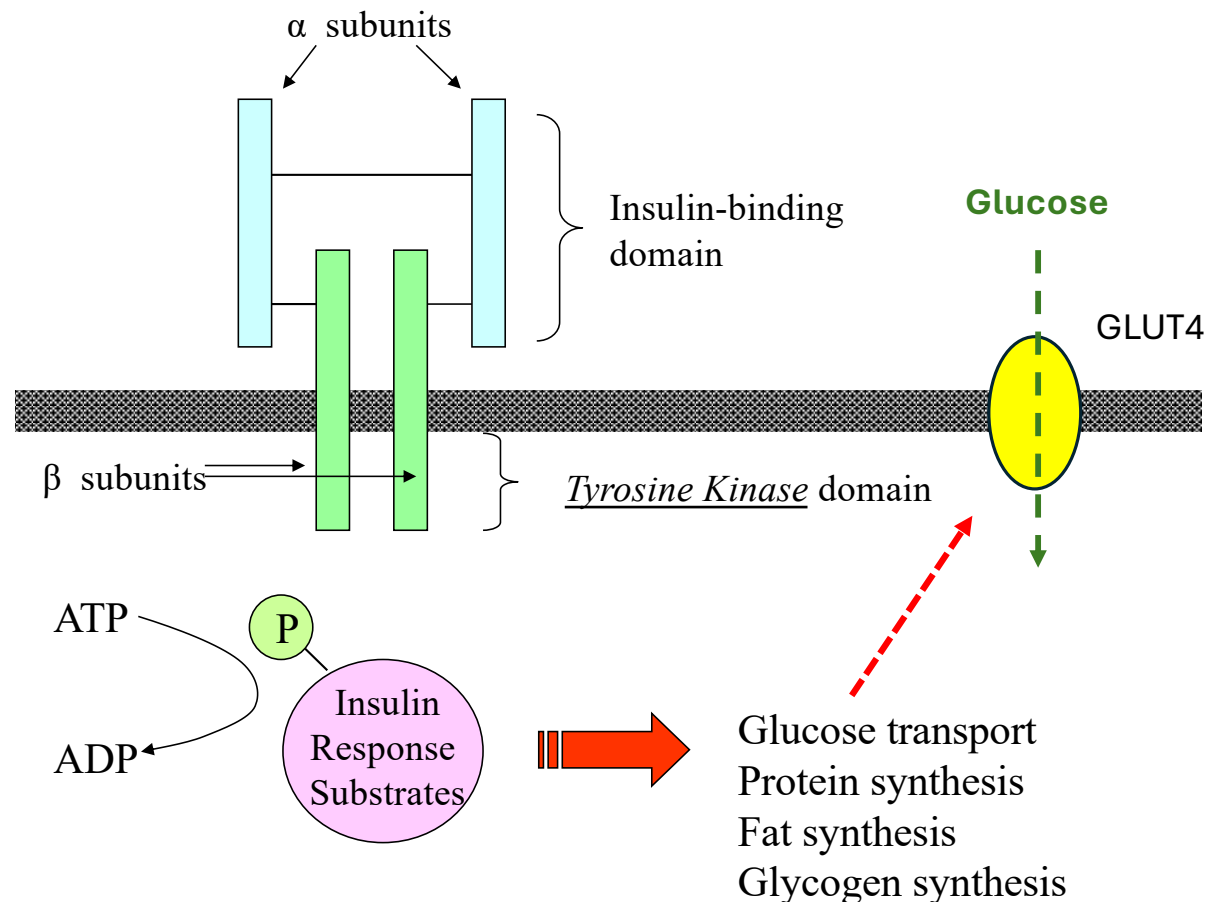 α subunits
Insulin-binding
domain
Glucose
GLUT4
β subunits
Tyrosine Kinase domain
ATP
P
ADP
Insulin
Response
Substrates
Glucose transport
Protein synthesis
Fat synthesis
Glycogen synthesis